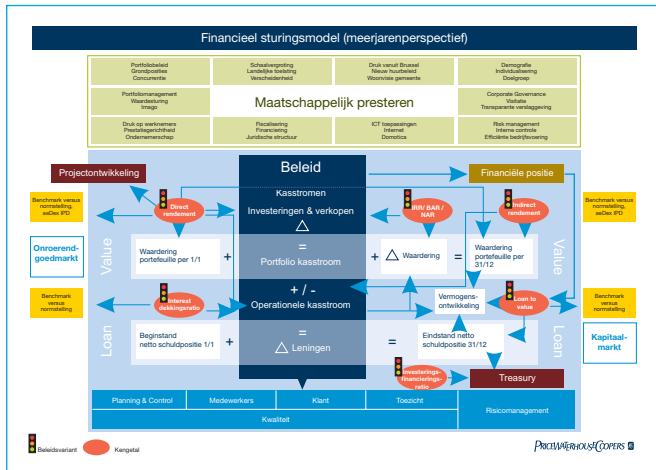 Financieel sturingsmodel (meerjarenperspectief)
Portfoliobeleid
Grondposities
Concurrentie
Schaalvergroting
Landelijke toelsting
Verscheidenheid
Druk vanuit Brussel
Nieuw huurbeleid
Woonvisie gemeente
Demografie
Individualisering
Doelgroep
Portfoliomanagement
Waardesturing
Imago
Maatschappelijk presteren
Corporate Governance
Visitatie
Transparante verslaggeving
Druk op werknemers
Prestatiegerichtheid
Ondernemerschap
Fiscalisering
Financiering
Juridische structuur
ICT toepassingen
Internet
Domotics
Risk management
Interne controle
Efficiënte bedrijfsvoering
Projectontwikkeling
Beleid
Financiële positie
Kasstromen
Investeringen & verkopen
Direct
rendement
IRR/ BAR /
NAR
Indirect
rendement
Benchmark versus
normstelling,
aeDex IPD
Benchmark versus
normstelling,
aeDex IPD
Onroerend-
goedmarkt
Value
Waardering
portefeuille per 1/1
+
=
Portfolio kasstroom
+
Waardering
=
Waardering
portefeuille per
31/12
Value
+ / -
Operationele kasstroom
Interest
dekkingsratio
Vermogens-
ontwikkeling
Loan to
value
Benchmark
versus
normstelling
Benchmark
versus
normstelling
Loan
Beginstand
netto schuldpositie 1/1
+
=
Leningen
=
Eindstand netto
schuldpositie 31/12
Loan
Kapitaal-
markt
Investerings-
financierings-
ratio
Treasury
Planning & Control
Medewerkers
Klant
Toezicht
Risicomanagement
Kwaliteit
Beleidsvariant
Kengetal
PRICEWATERHOUSECOOPERS